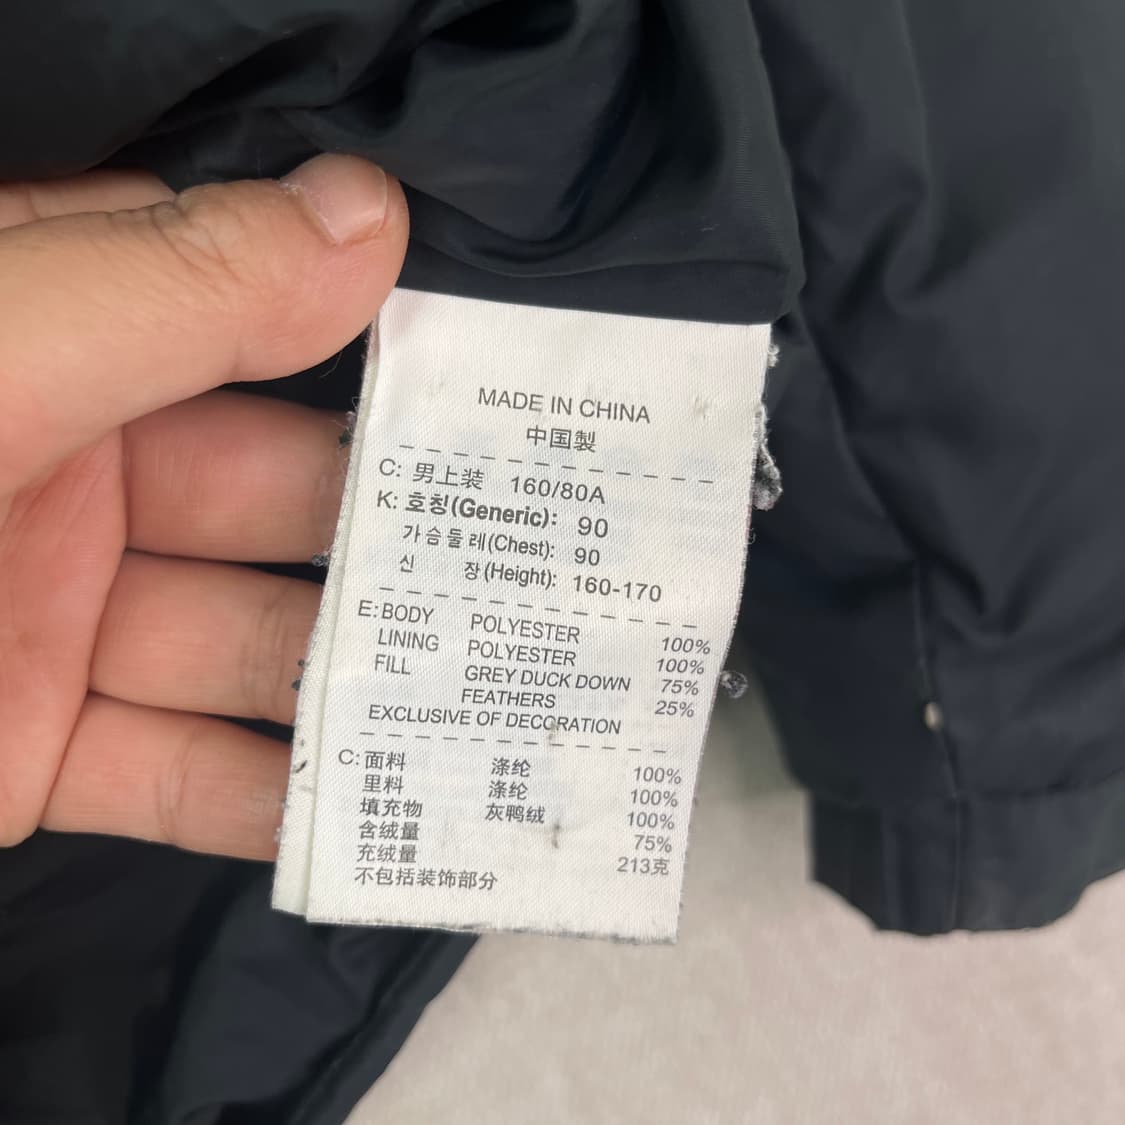 MADE IN CHINA
中国製
C: 男上装 160/80A
K: 호칭(Generic): 90
가슴둘레(Chest): 90
신 장(Height): 160-170
E: BODY POLYESTER 100%
LINING POLYESTER 100%
FILL GREY DUCK DOWN 75%
FEATHERS 25%
EXCLUSIVE OF DECORATION
C: 面料 涤纶 100%
里料 涤纶 100%
填充物 灰鸭绒 100%
含绒量 75%
充绒量 213克
不包括装饰部分